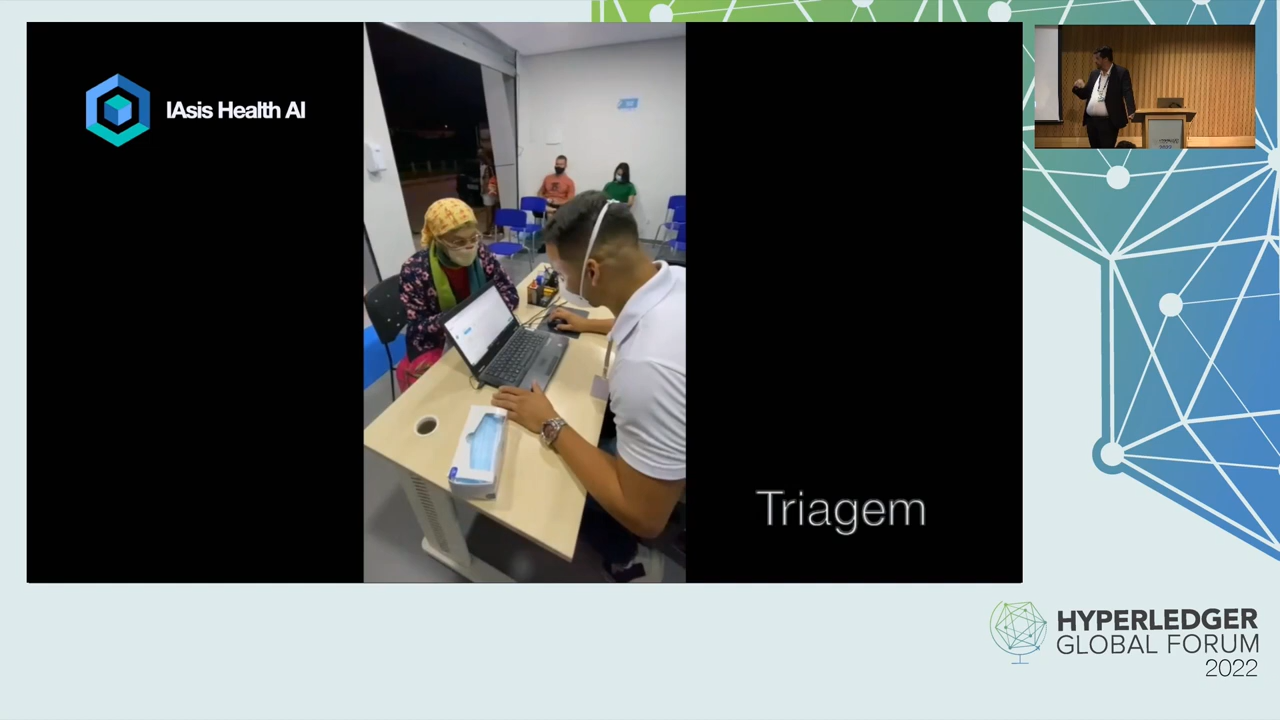 IAsis Health AI
Triagem
HYPERLEDGER
GLOBAL FORUM
2022